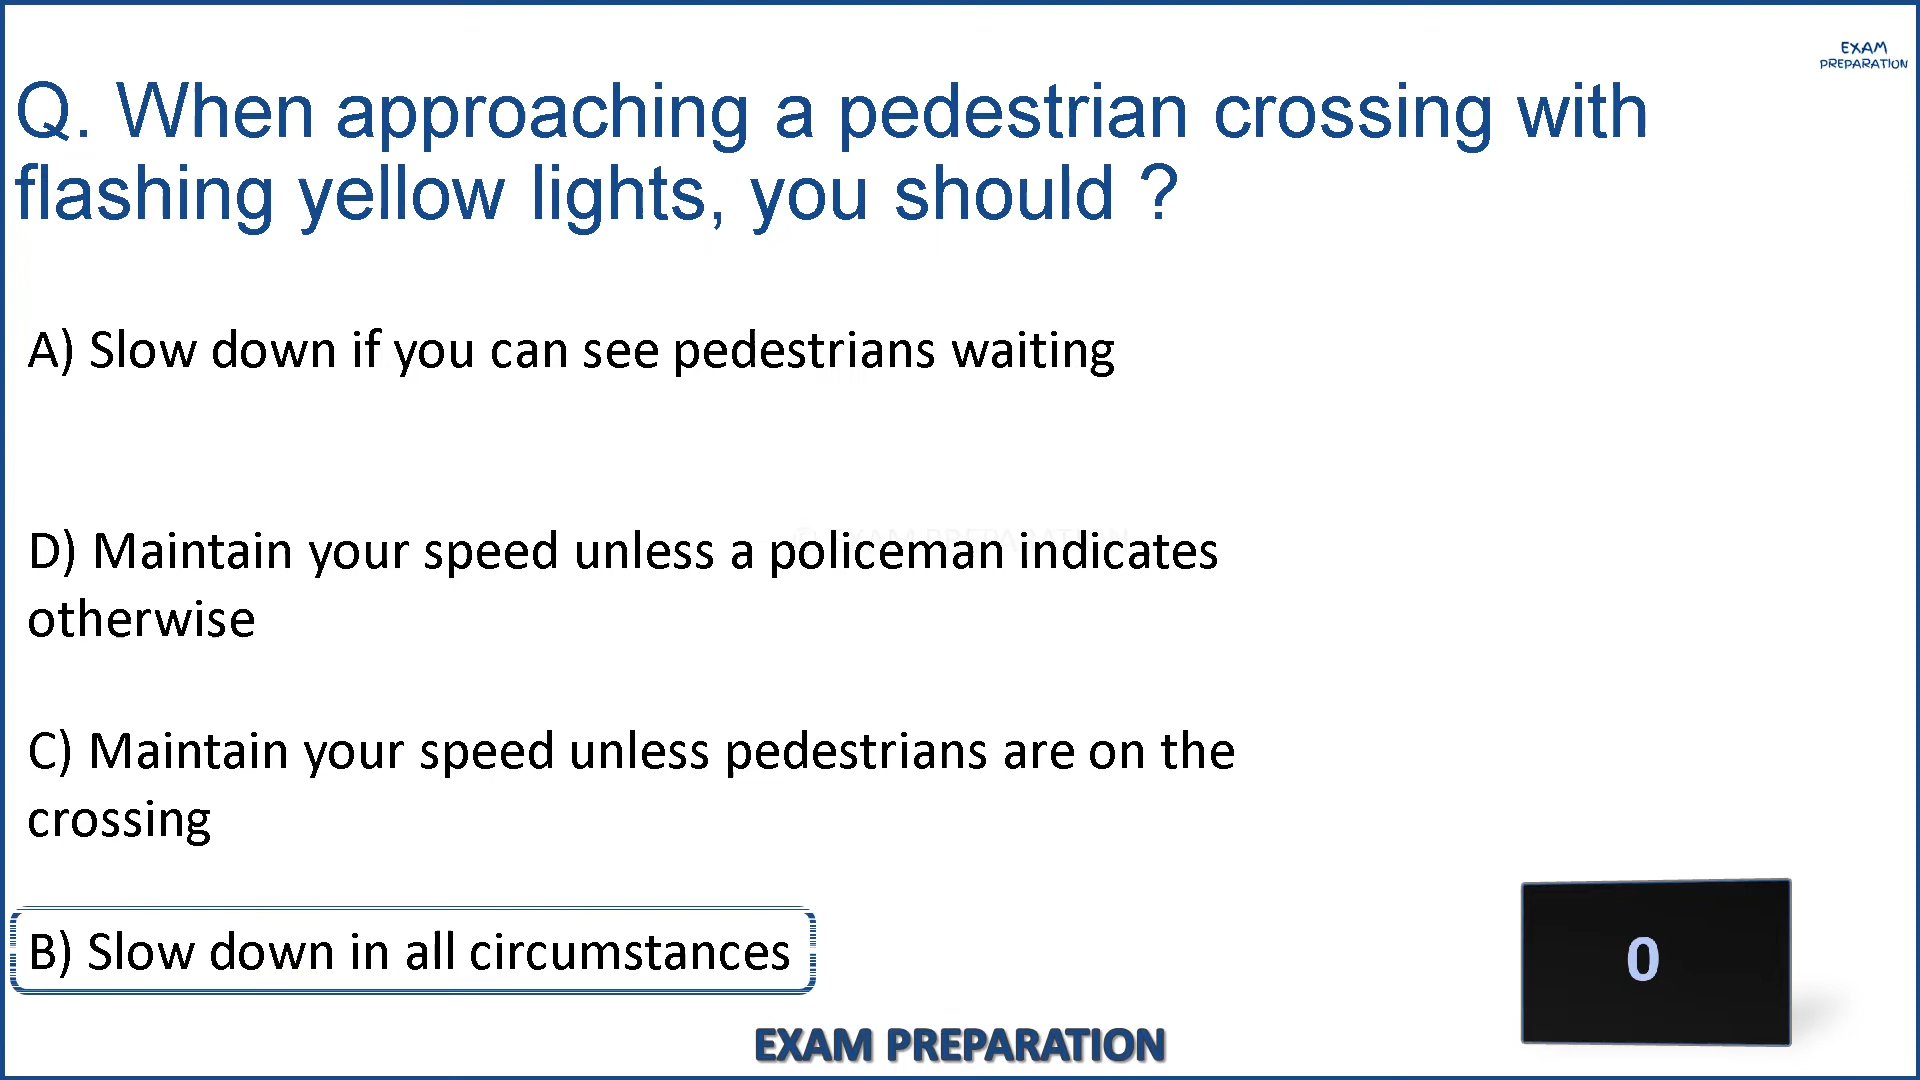 EXAM
PREPARATION
Q. When approaching a pedestrian crossing with
flashing yellow lights, you should ?
A) Slow down if you can see pedestrians waiting
D) Maintain your speed unless a policeman indicates
otherwise
C) Maintain your speed unless pedestrians are on the
crossing
B) Slow down in all circumstances
0
EXAM PREPARATION